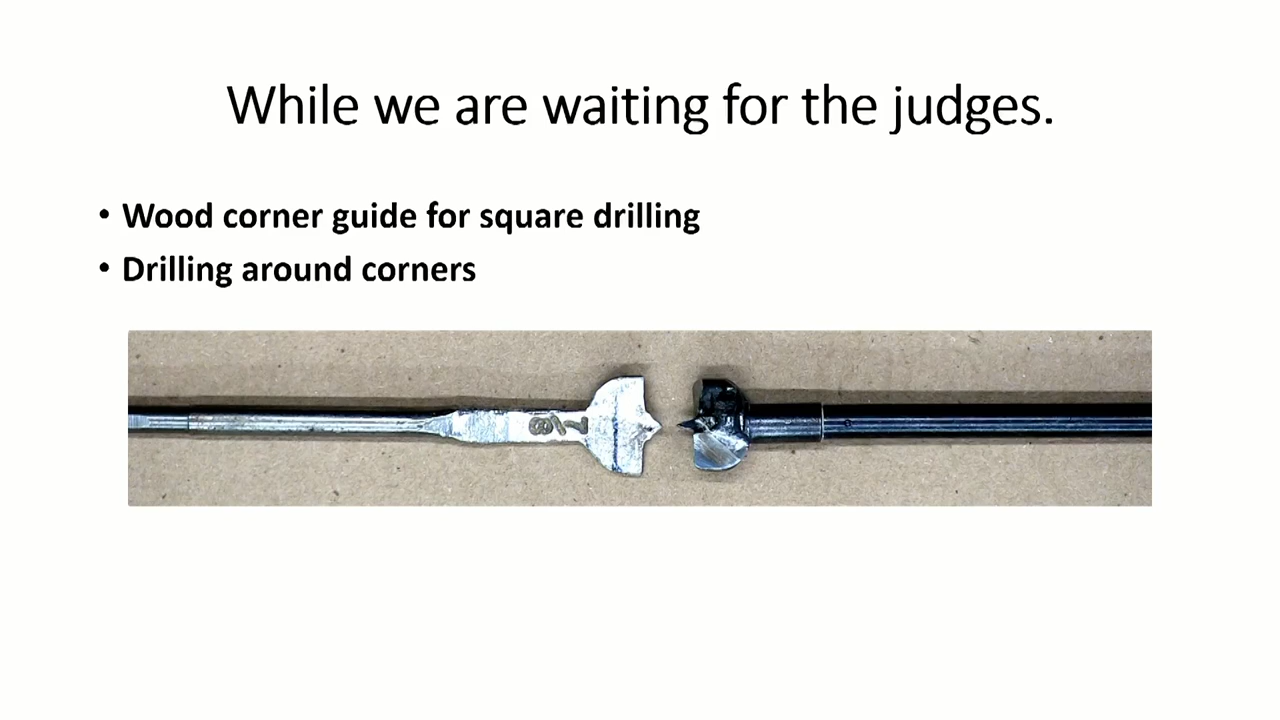 While we are waiting for the judges.
• Wood corner guide for square drilling
• Drilling around corners
7/8